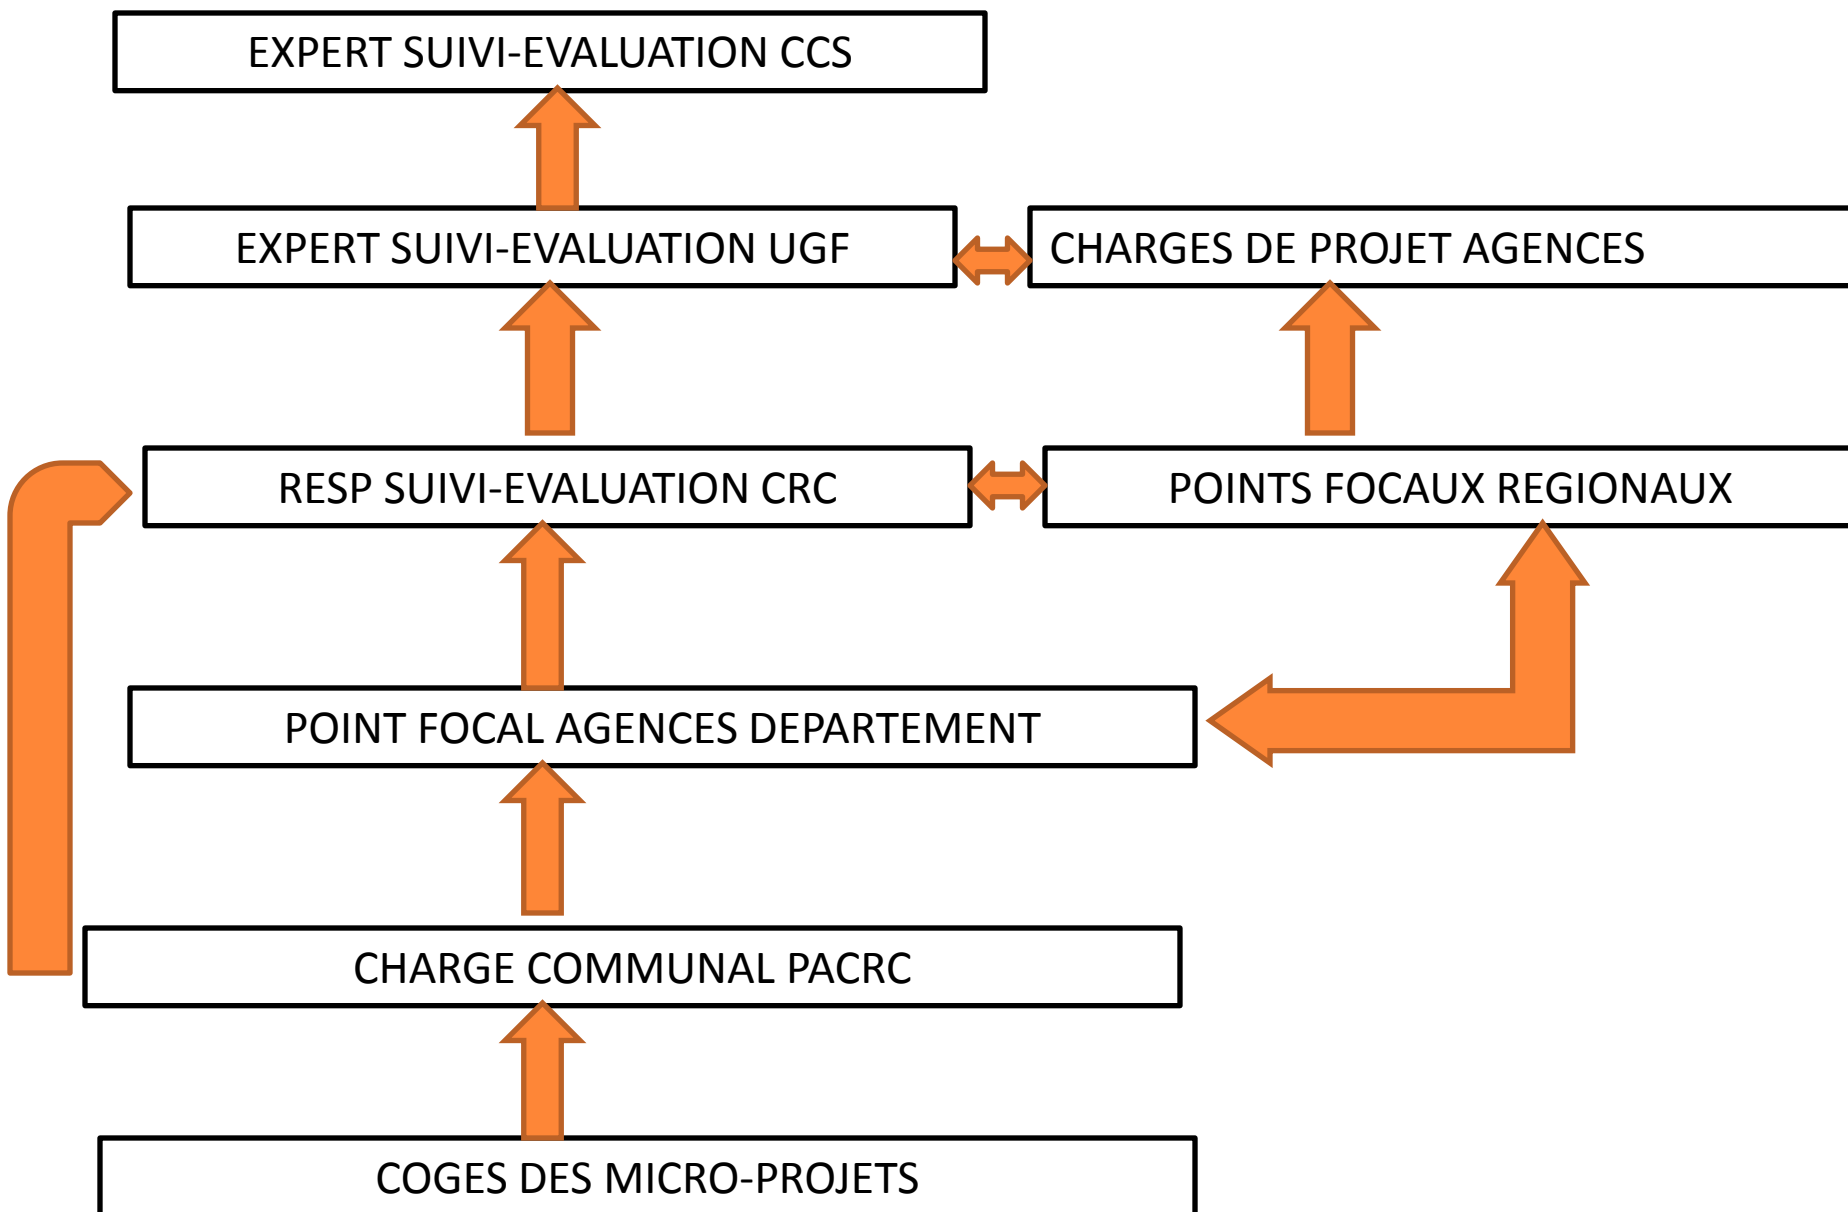 EXPERT SUIVI-EVALUATION CCS
EXPERT SUIVI-EVALUATION UGF
CHARGES DE PROJET AGENCES
RESP SUIVI-EVALUATION CRC
POINTS FOCAUX REGIONAUX
POINT FOCAL AGENCES DEPARTEMENT
CHARGE COMMUNAL PACRC
COGES DES MICRO-PROJETS